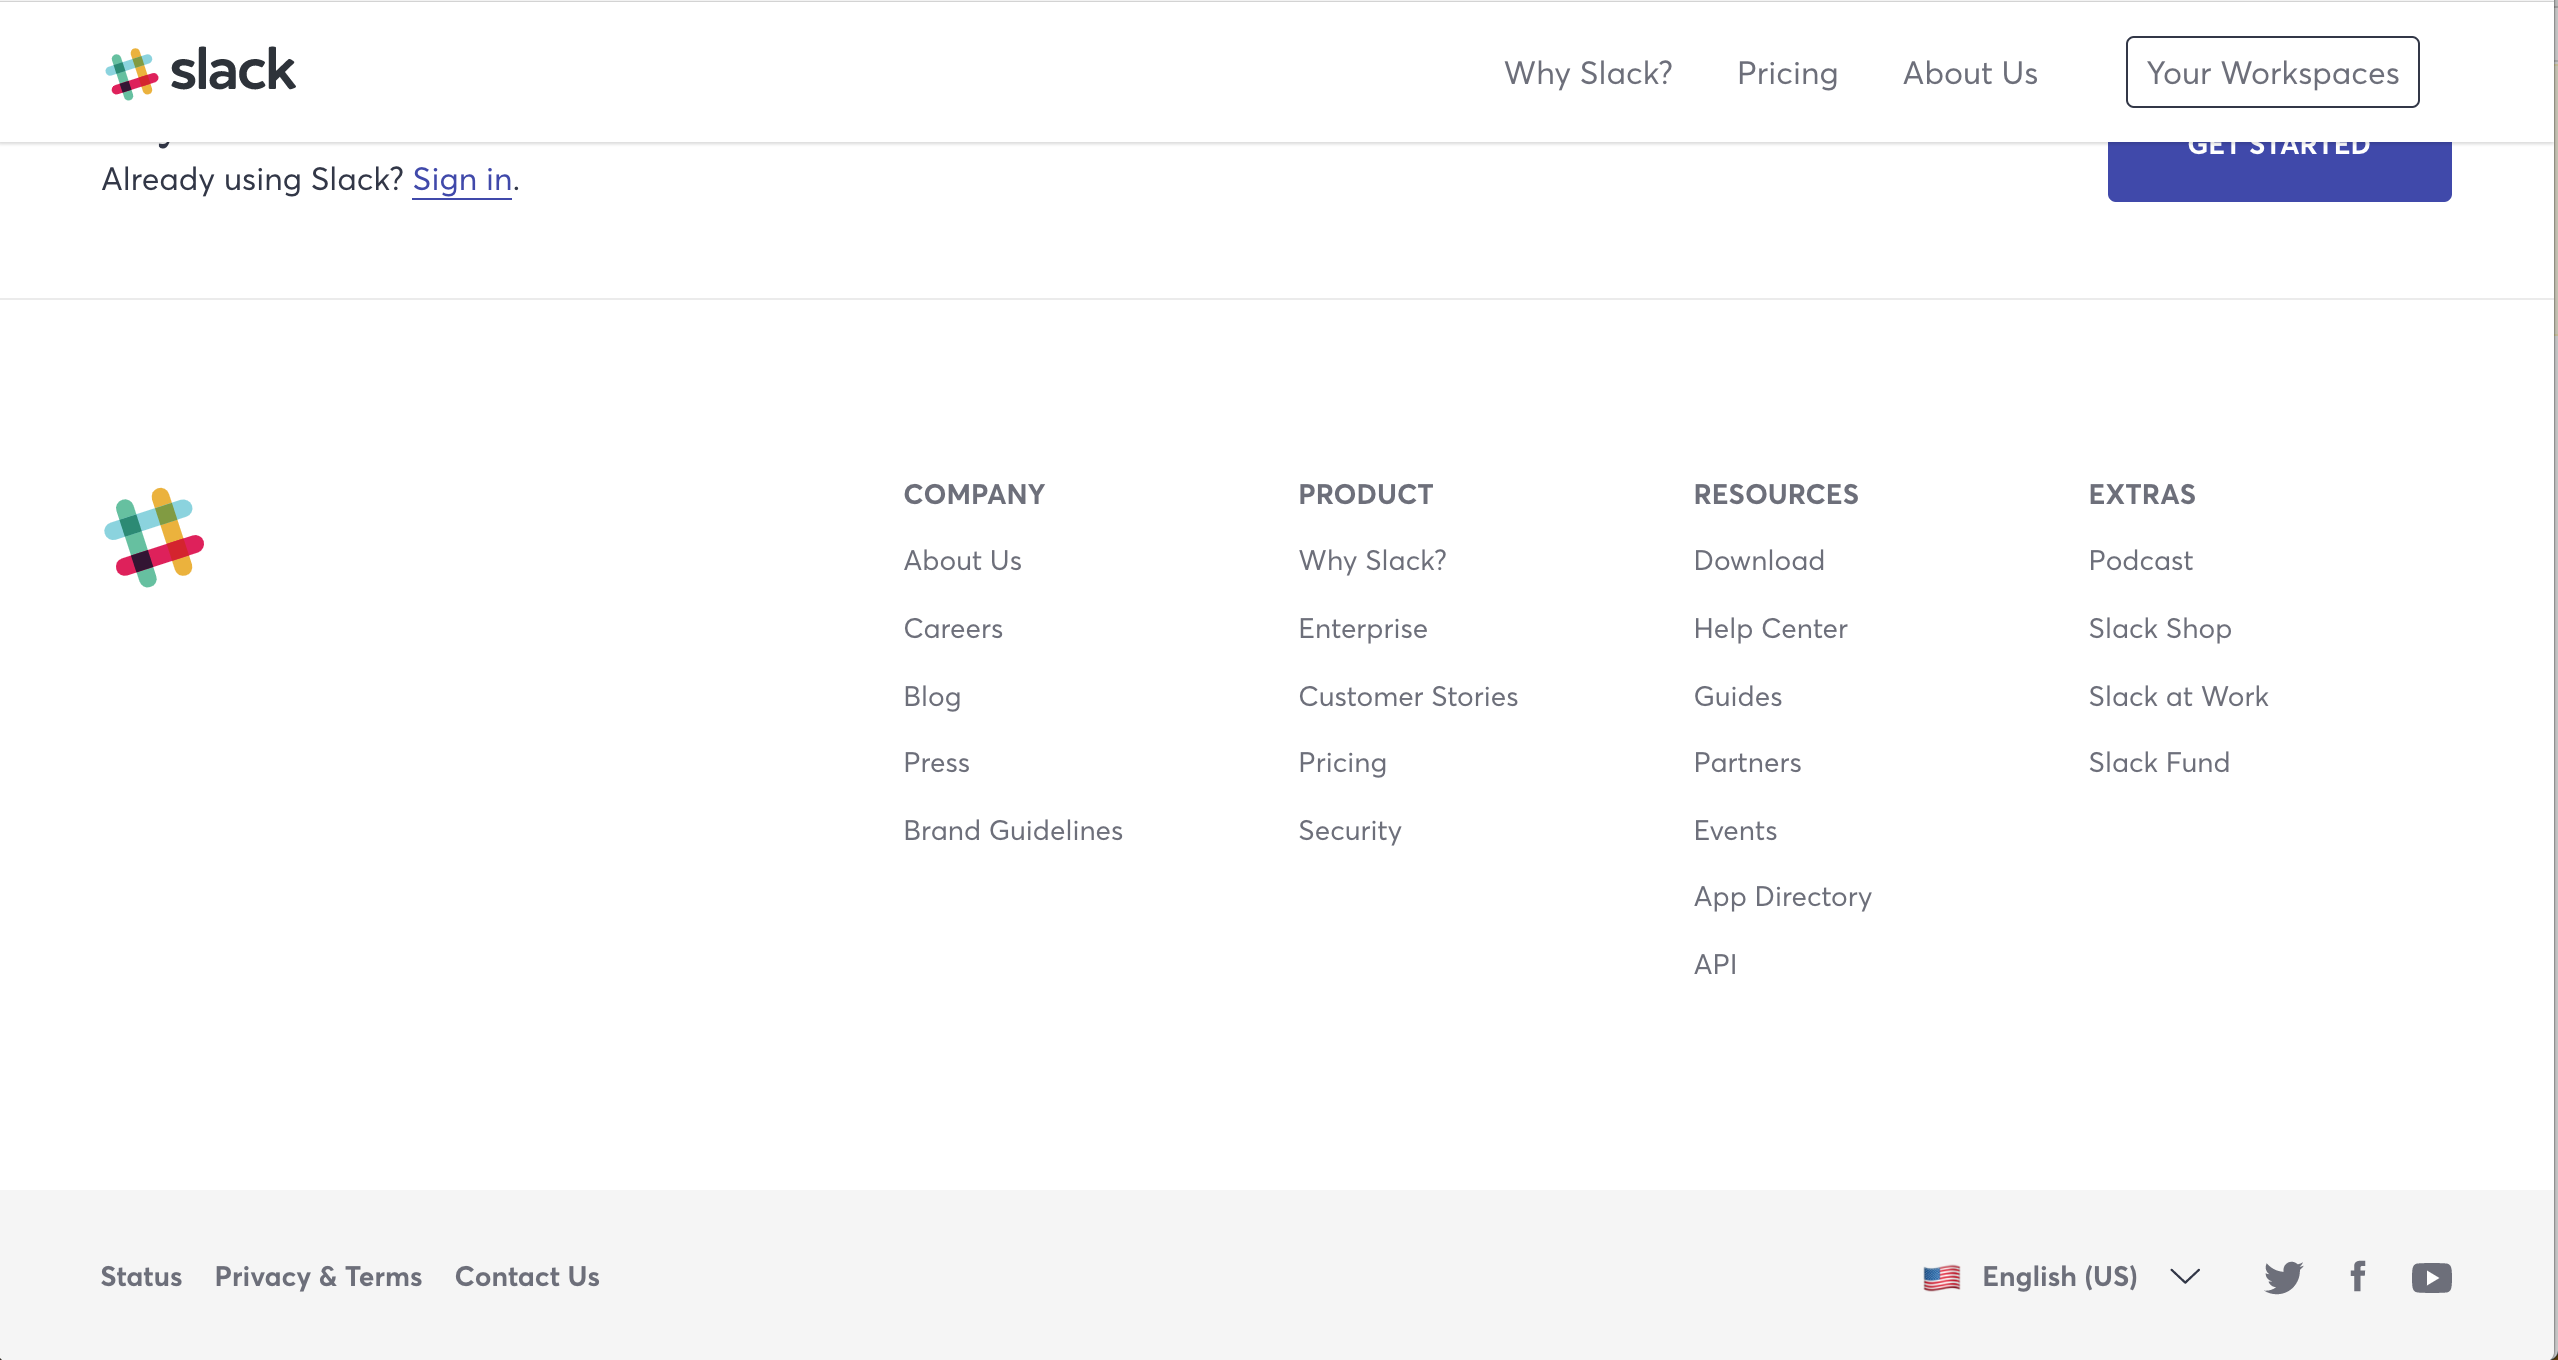 slack
Why Slack? Pricing About Us Your Workspaces
GET STARTED
Already using Slack? Sign in.
COMPANY
About Us
Careers
Blog
Press
Brand Guidelines
PRODUCT
Why Slack?
Enterprise
Customer Stories
Pricing
Security
RESOURCES
Download
Help Center
Guides
Partners
Events
App Directory
API
EXTRAS
Podcast
Slack Shop
Slack at Work
Slack Fund
Status Privacy & Terms Contact Us
English (US)